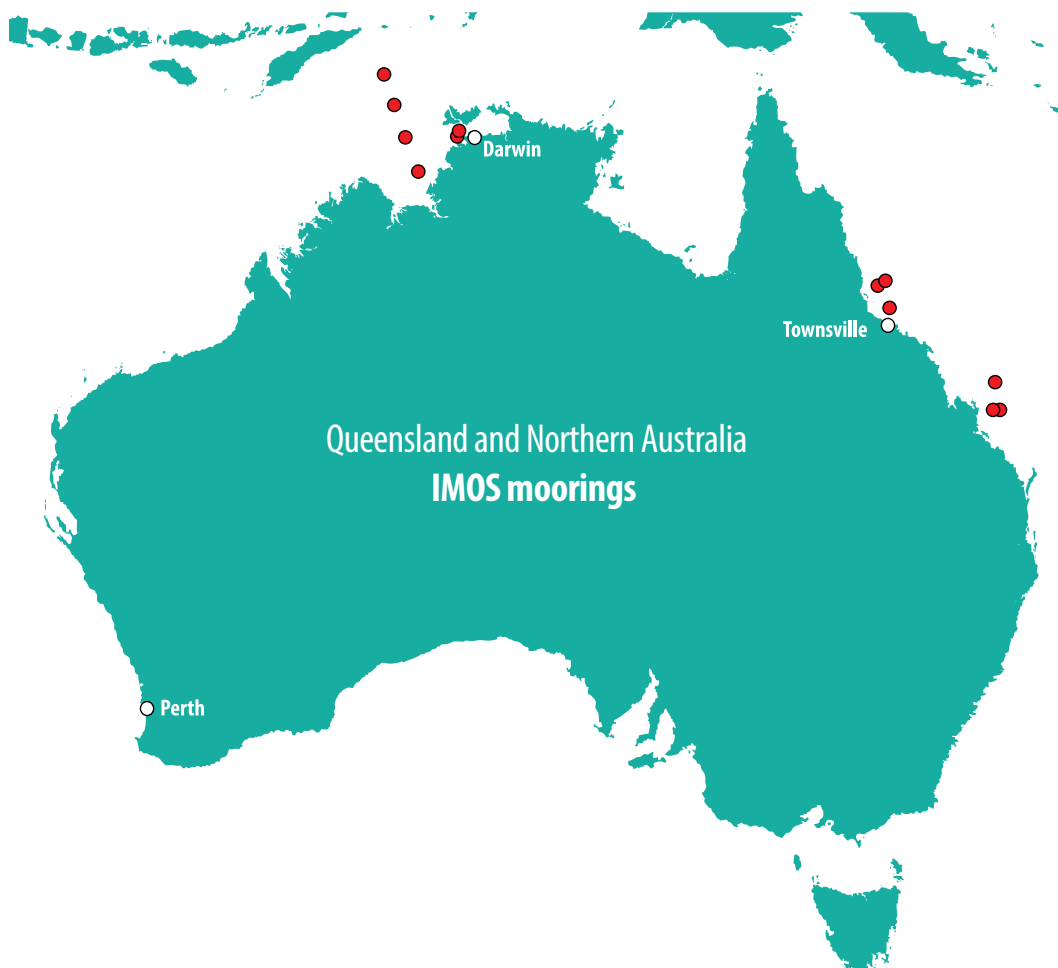 Darwin
Townsville
Queensland and Northern Australia
IMOS moorings
Perth